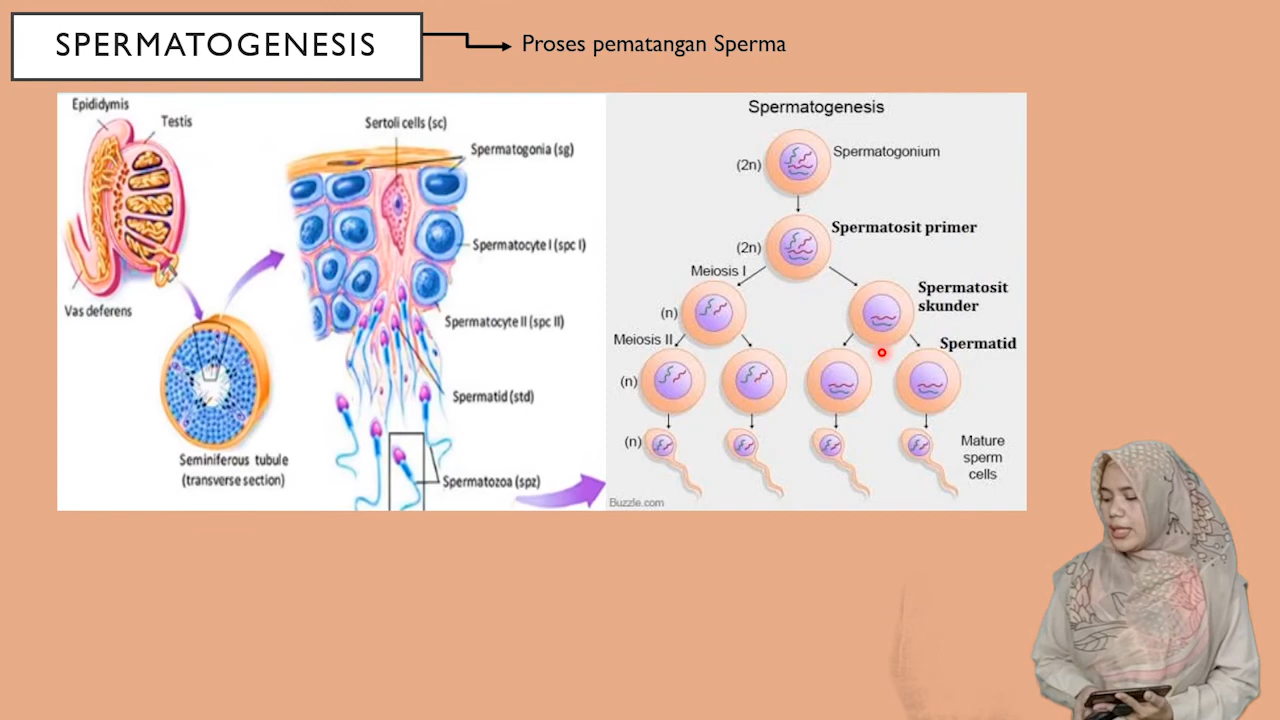 SPERMATOGENESIS
Proses pematangan Sperma
Epididymis
Testis
Vas deferens
Seminiferous tubule
(transverse section)
Sertoli cells (sc)
Spermatogonia (sg)
Spermatocyte I (spc I)
Spermatocyte II (spc II)
Spermatid (std)
Spermatozoa (spz)
Spermatogenesis
(2n)
Spermatogonium
(2n)
Spermatosit primer
Meiosis I
(n)
Spermatosit
skunder
Meiosis II
Spermatid
(n)
(n)
Mature
sperm
cells
Buzzle.com